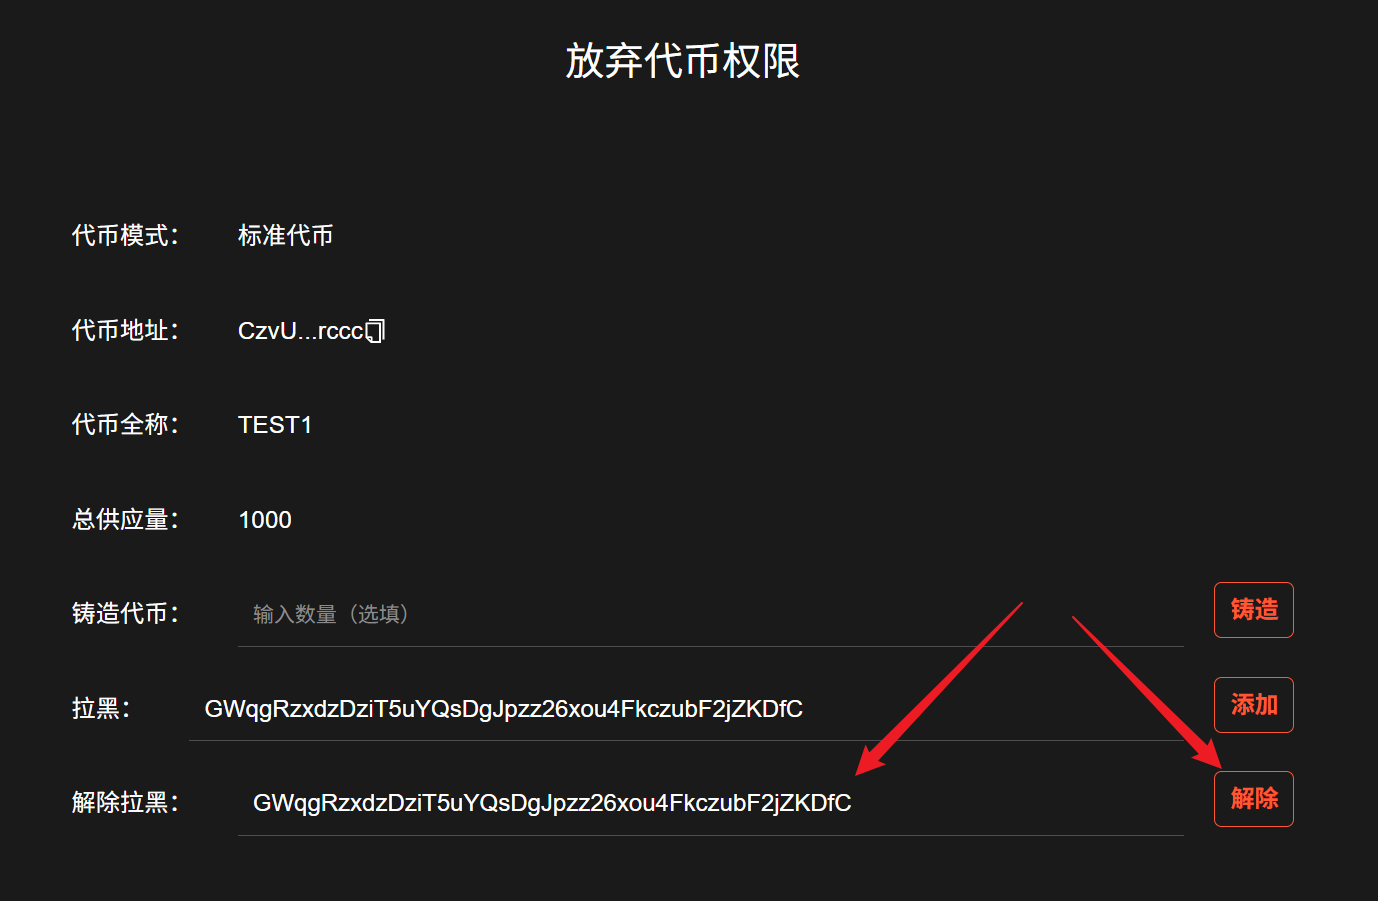 放弃代币权限
代币模式： 标准代币
代币地址： CzvU...rccc
代币全称： TEST1
总供应量： 1000
铸造代币： 输入数量（选填） 铸造
拉黑： GWqgRzxdzDziT5uYQsDgJpzz26xou4FkczubF2jZKDfC 添加
解除拉黑： GWqgRzxdzDziT5uYQsDgJpzz26xou4FkczubF2jZKDfC 解除